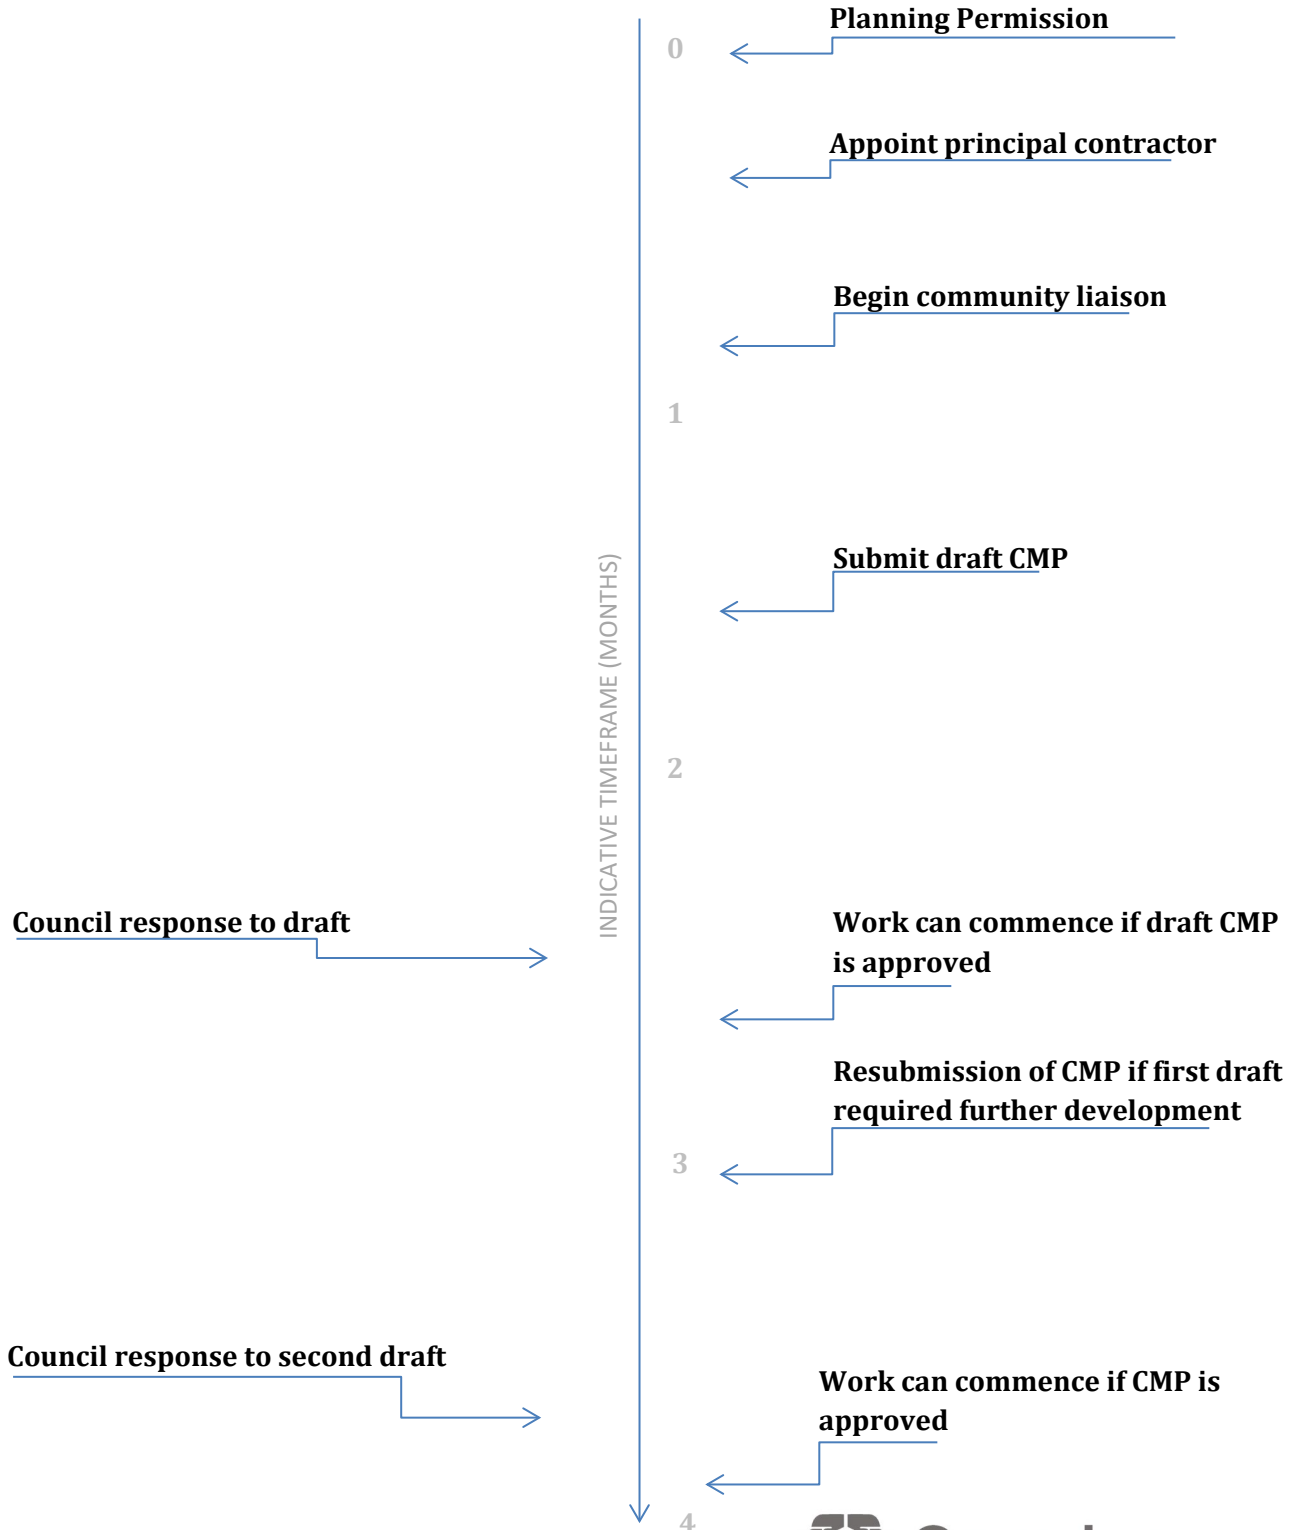 Planning Permission
0
Appoint principal contractor
Begin community liaison
1
Submit draft CMP
INDICATIVE TIMEFRAME (MONTHS)
2
Council response to draft
Work can commence if draft CMP
is approved
Resubmission of CMP if first draft
required further development
3
Council response to second draft
Work can commence if CMP is
approved
4